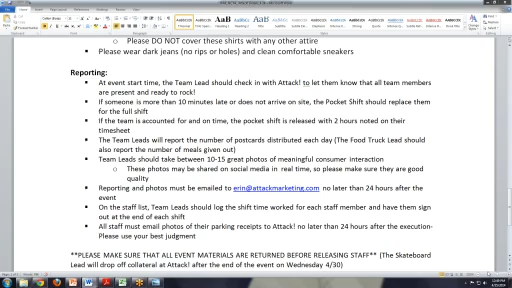 o Please DO NOT cover these shirts with any other attire
▪ Please wear dark jeans (no rips or holes) and clean comfortable sneakers
Reporting:
▪ At event start time, the Team Lead should check in with Attack! to let them know that all team members
are present and ready to rock!
▪ If someone is more than 10 minutes late or does not arrive on site, the Pocket Shift should replace them
for the full shift
▪ If the team is accounted for and on time, the pocket shift is released with 2 hours noted on their
timesheet
▪ The Team Leads will report the number of postcards distributed each day (The Food Truck Lead should
also report the number of meals given out)
▪ Team Leads should take between 10-15 great photos of meaningful consumer interaction
o These photos may be shared on social media in real time, so please make sure they are good
quality
▪ Reporting and photos must be emailed to erin@attackmarketing.com no later than 24 hours after the
event
▪ On the staff list, Team Leads should log the shift time worked for each staff member and have them sign
out at the end of each shift
▪ All staff must email photos of their parking receipts to Attack! no later than 24 hours after the execution-
Please use your best judgment
**PLEASE MAKE SURE THAT ALL EVENT MATERIALS ARE RETURNED BEFORE RELEASING STAFF** (The Skateboard
Lead will drop off collateral at Attack! after the end of the event on Wednesday 4/30)